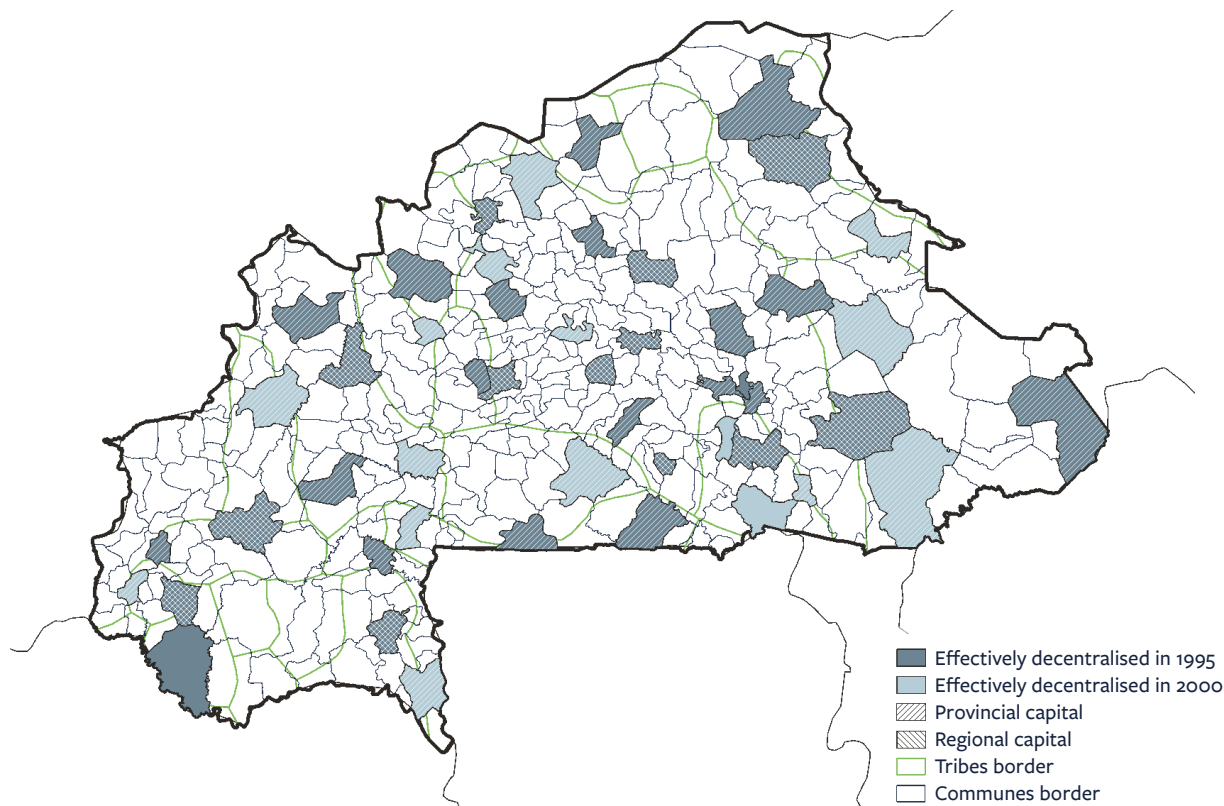 Effectively decentralised in 1995
Effectively decentralised in 2000
Provincial capital
Regional capital
Tribes border
Communes border